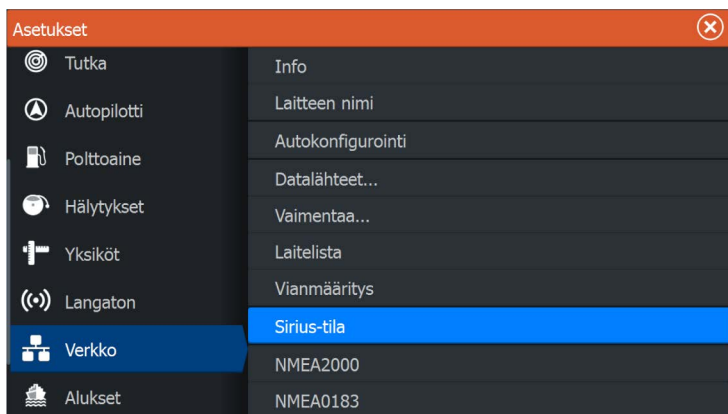 Asetukset
Tutka
Autopilotti
Polttoaine
Hälytykset
Yksiköt
Langaton
Verkko
Alukset
Info
Laitteen nimi
Autokonfigurointi
Datalähteet...
Vaimentaa...
Laitelista
Vianmääritys
Sirius-tila
NMEA2000
NMEA0183